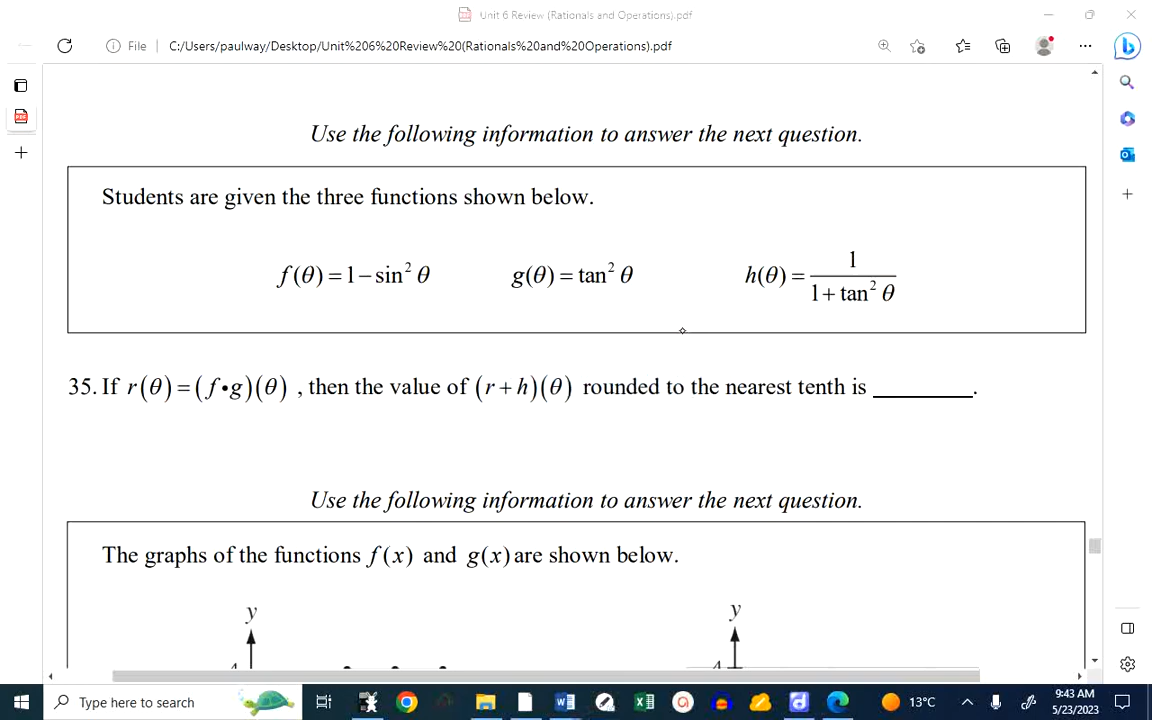 Unit 6 Review (Rationals and Operations).pdf
File | C:/Users/paulway/Desktop/Unit%206%20Review%20(Rationals%20and%20Operations).pdf
Use the following information to answer the next question.
Students are given the three functions shown below.
f(θ)=1−sin² θ g(θ)=tan² θ h(θ)=1/(1+tan² θ)
35. If r(θ)=(f•g)(θ) , then the value of (r+h)(θ) rounded to the nearest tenth is ________.
Use the following information to answer the next question.
The graphs of the functions f(x) and g(x) are shown below.
y y
Type here to search
13°C
9:43 AM
5/23/2023